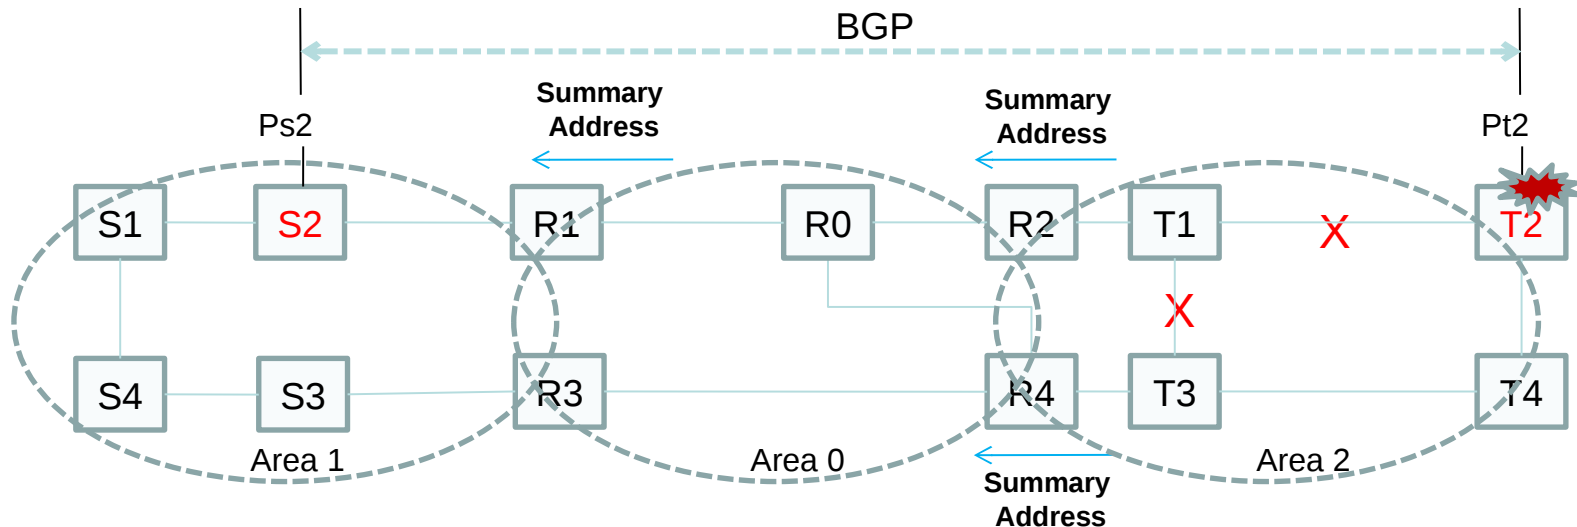 BGP
Summary
Address
Summary
Address
Ps2
Pt2
S1
S2
R1
R0
R2
T1
X
T2
X
S4
S3
R3
R4
T3
T4
Area 1
Area 0
Area 2
Summary
Address